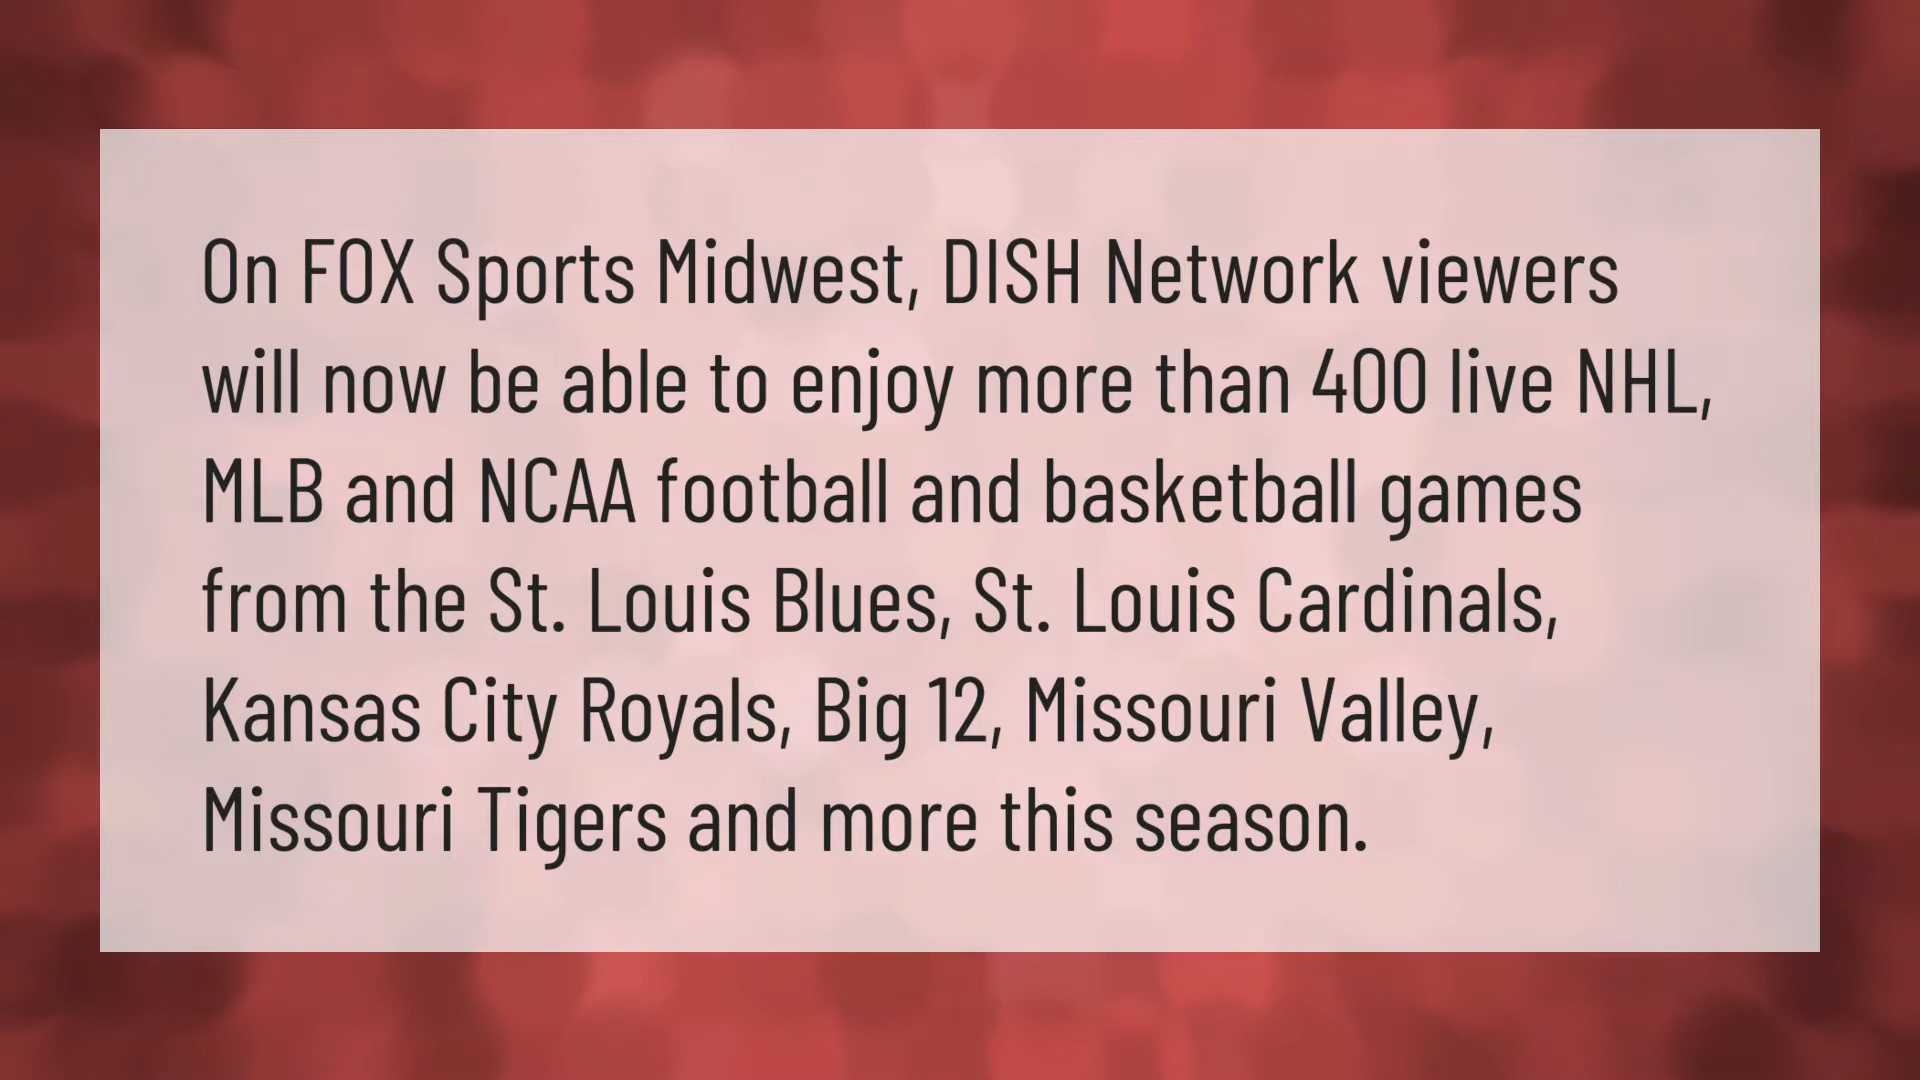 On FOX Sports Midwest, DISH Network viewers
will now be able to enjoy more than 400 live NHL,
MLB and NCAA football and basketball games
from the St. Louis Blues, St. Louis Cardinals,
Kansas City Royals, Big 12, Missouri Valley,
Missouri Tigers and more this season.